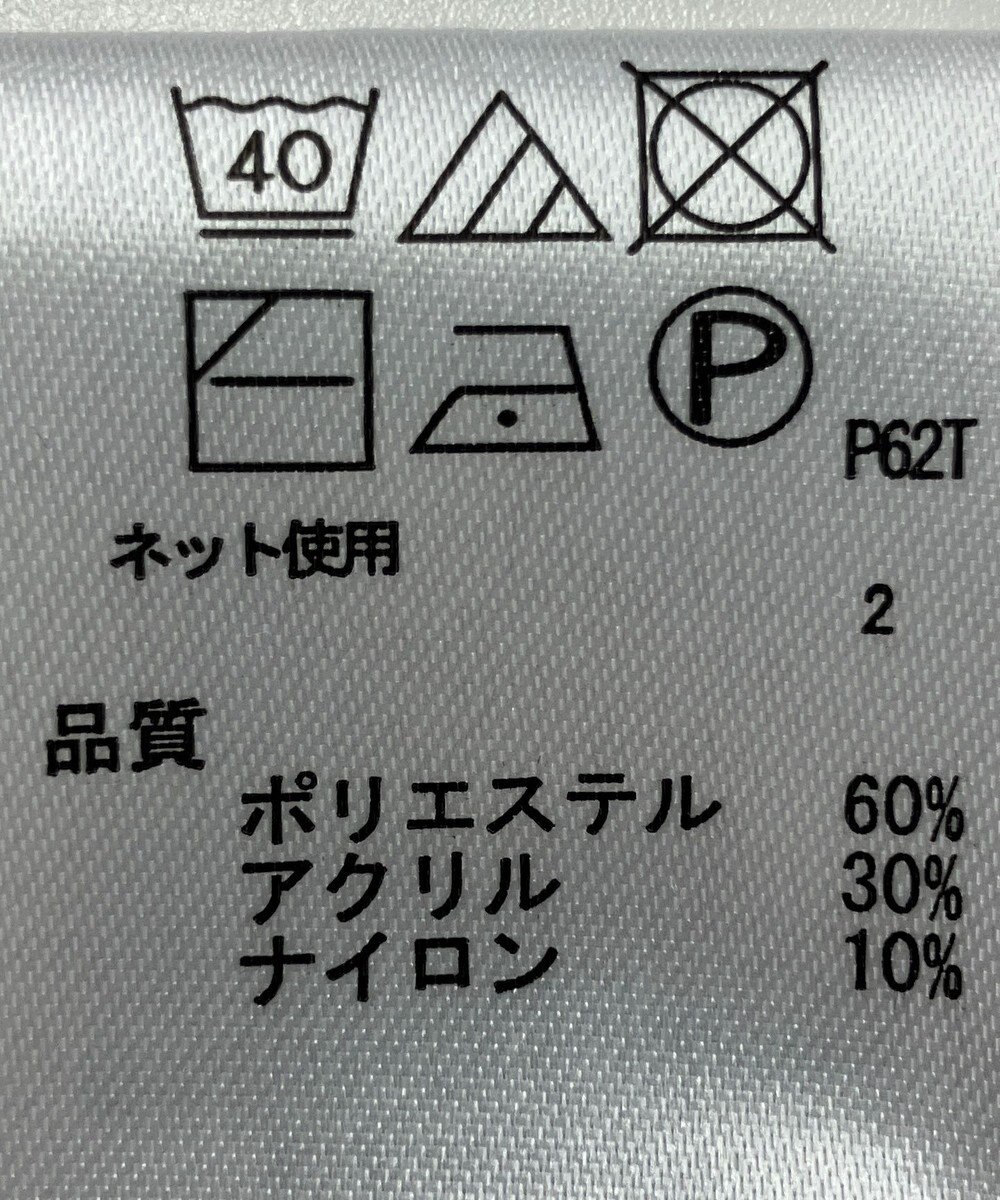 40
P
P62T
ネット使用
2
品質
ポリエステル 60%
アクリル 30%
ナイロン 10%